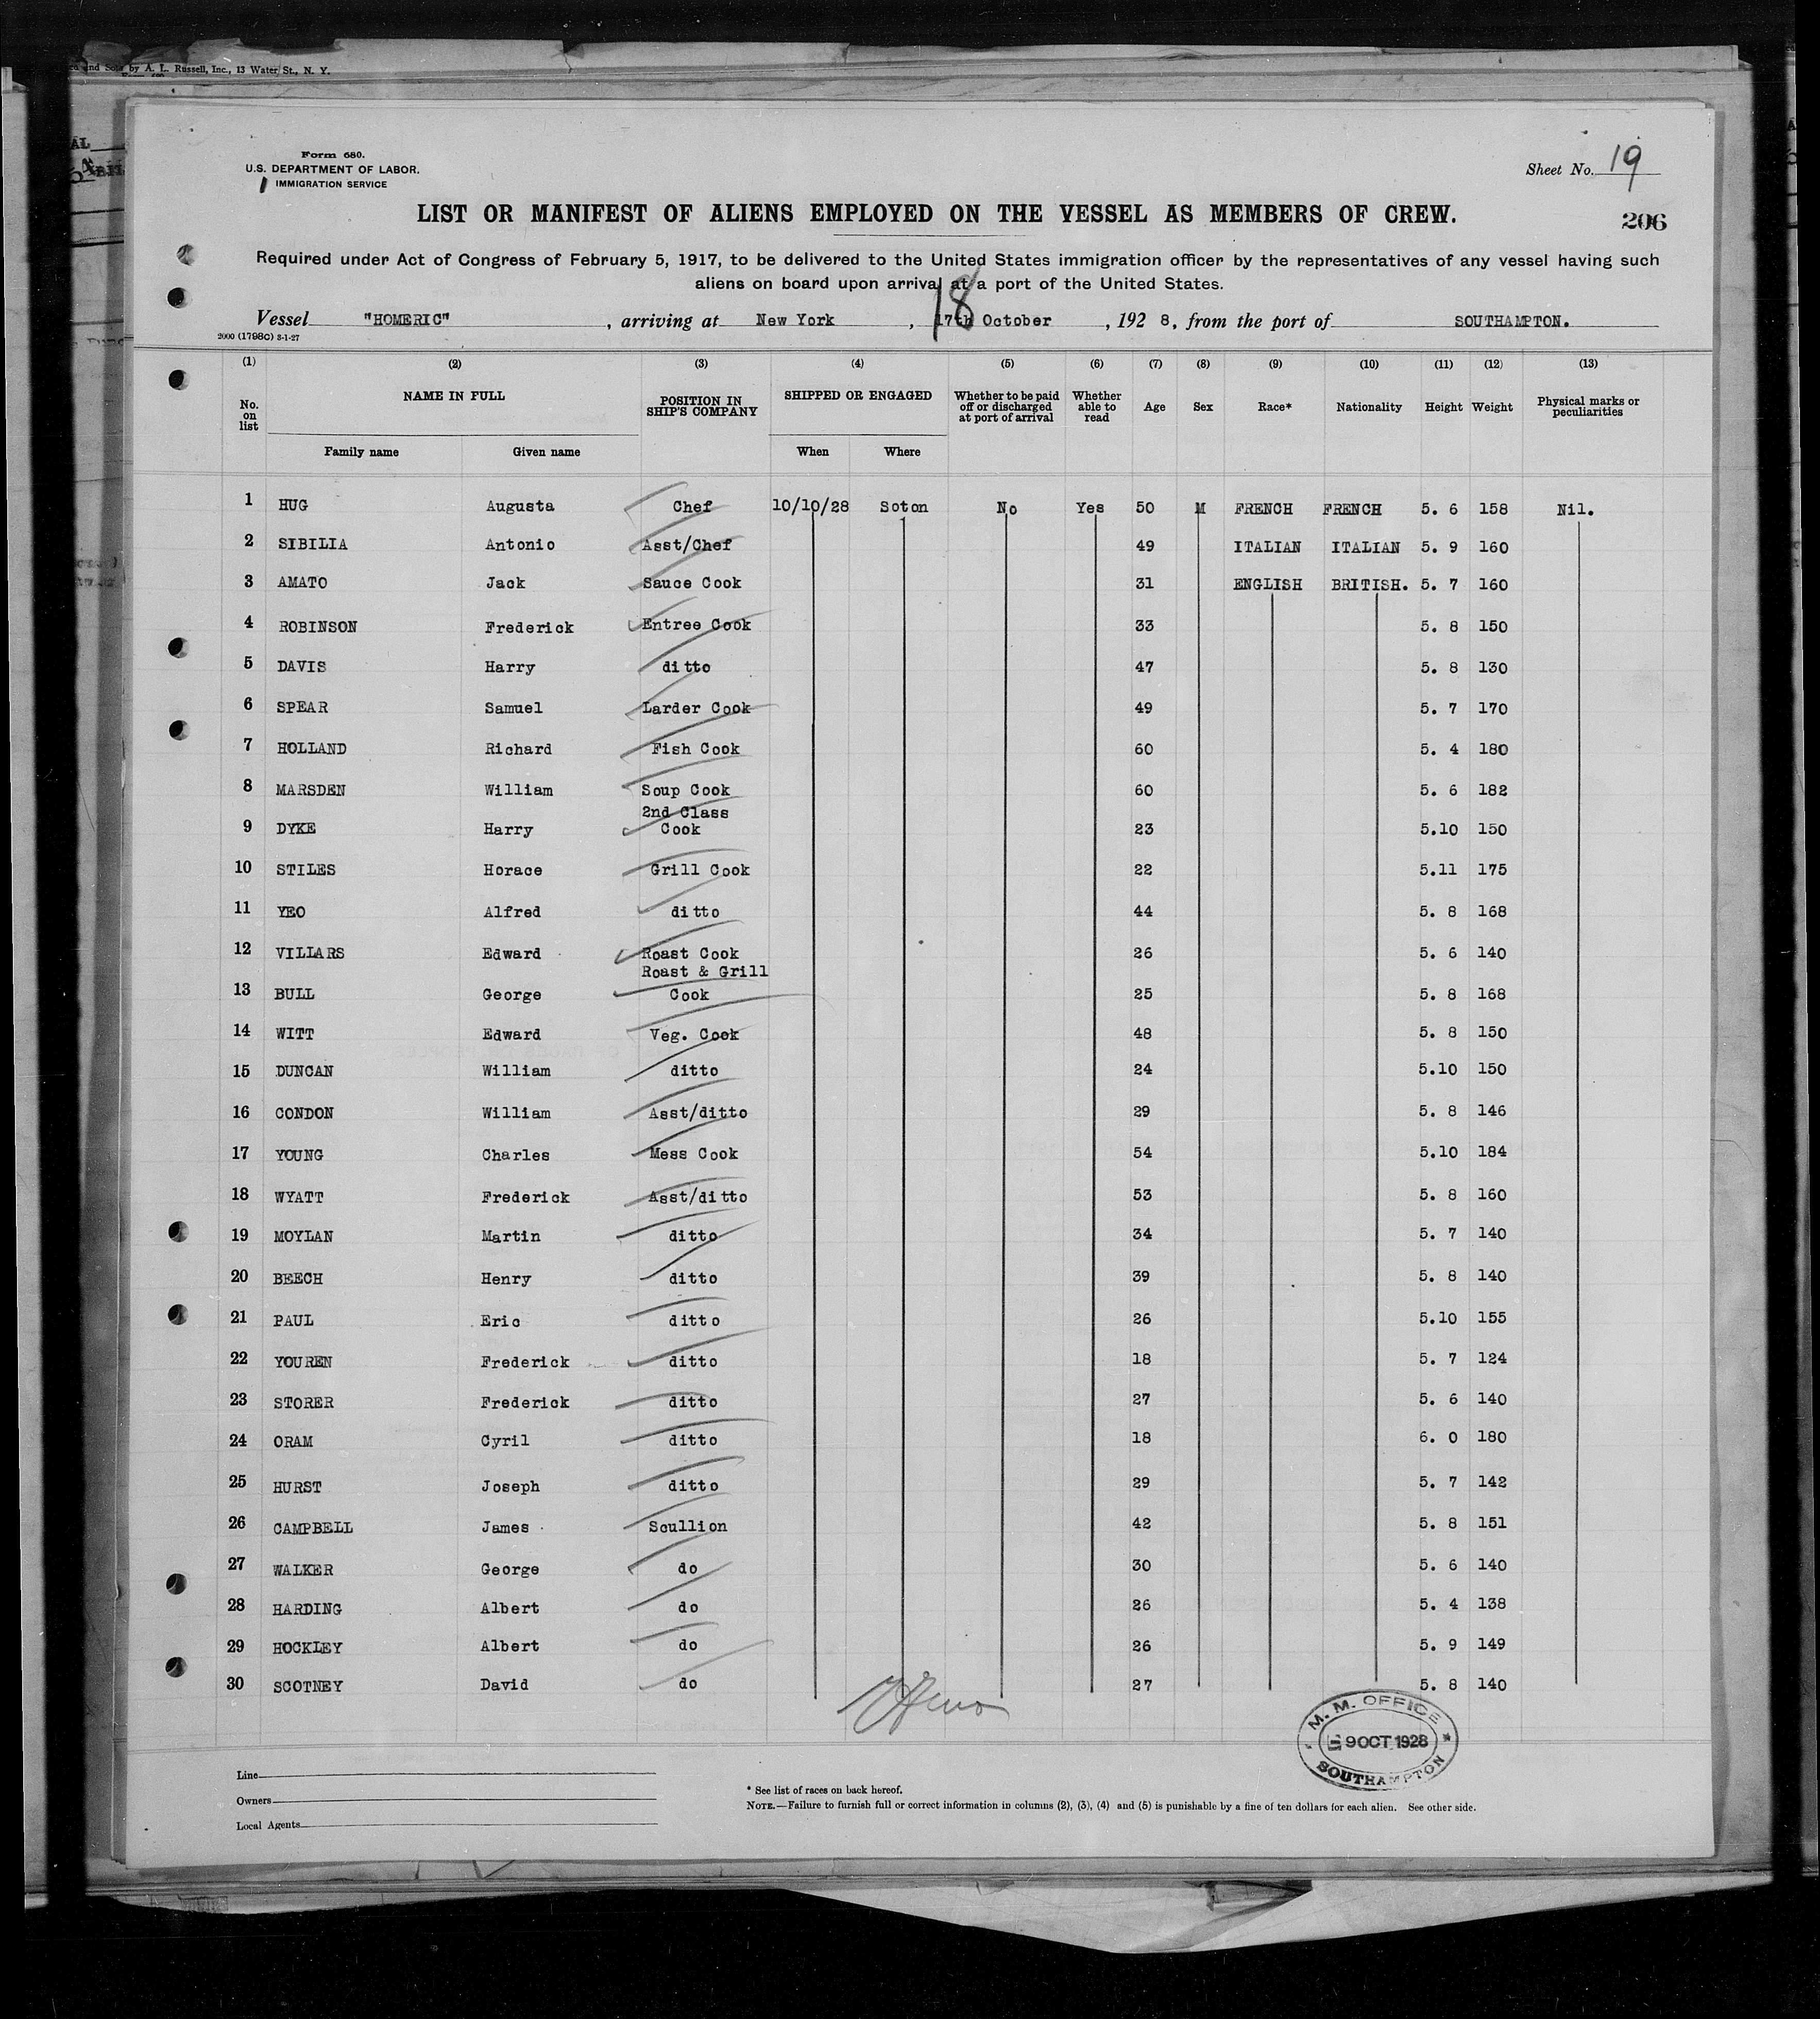 and Sold by A. L. Russell, Inc., 13 Water St., N. Y.
Form 680.
U.S. DEPARTMENT OF LABOR.
IMMIGRATION SERVICE
Sheet No. 19
LIST OR MANIFEST OF ALIENS EMPLOYED ON THE VESSEL AS MEMBERS OF CREW.
206
Required under Act of Congress of February 5, 1917, to be delivered to the United States immigration officer by the representatives of any vessel having such
aliens on board upon arrival at a port of the United States.
18
Vessel "HOMERIC" , arriving at New York , 17th October , 192 8, from the port of SOUTHAMPTON.
2000 (1798C) 3-1-27
(1) (2) (3) (4) (5) (6) (7) (8) (9) (10) (11) (12) (13)
No. on list NAME IN FULL POSITION IN SHIP'S COMPANY SHIPPED OR ENGAGED Whether to be paid off or discharged at port of arrival Whether able to read Age Sex Race* Nationality Height Weight Physical marks or peculiarities
Family name Given name When Where
1 HUG Augusta Chef 10/10/28 Soton No Yes 50 M FRENCH FRENCH 5. 6 158 Nil.
2 SIBILIA Antonio Asst/Chef 49 ITALIAN ITALIAN 5. 9 160
3 AMATO Jack Sauce Cook 31 ENGLISH BRITISH. 5. 7 160
4 ROBINSON Frederick Entree Cook 33 5. 8 150
5 DAVIS Harry ditto 47 5. 8 130
6 SPEAR Samuel Larder Cook 49 5. 7 170
7 HOLLAND Richard Fish Cook 60 5. 4 180
8 MARSDEN William Soup Cook 60 5. 6 182
9 DYKE Harry 2nd Class Cook 23 5.10 150
10 STILES Horace Grill Cook 22 5.11 175
11 YEO Alfred ditto 44 5. 8 168
12 VILLARS Edward Roast Cook 26 5. 6 140
13 BULL George Roast & Grill Cook 25 5. 8 168
14 WITT Edward Veg. Cook 48 5. 8 150
15 DUNCAN William ditto 24 5.10 150
16 CONDON William Asst/ditto 29 5. 8 146
17 YOUNG Charles Mess Cook 54 5.10 184
18 WYATT Frederick Asst/ditto 53 5. 8 160
19 MOYLAN Martin ditto 34 5. 7 140
20 BEECH Henry ditto 39 5. 8 140
21 PAUL Eric ditto 26 5.10 155
22 YOUREN Frederick ditto 18 5. 7 124
23 STORER Frederick ditto 27 5. 6 140
24 ORAM Cyril ditto 18 6. 0 180
25 HURST Joseph ditto 29 5. 7 142
26 CAMPBELL James Scullion 42 5. 8 151
27 WALKER George do 30 5. 6 140
28 HARDING Albert do 26 5. 4 138
29 HOCKLEY Albert do 26 5. 9 149
30 SCOTNEY David do 27 5. 8 140
M. M. OFFICE
9 OCT 1928
SOUTHAMPTON
Line
Owners
Local Agents
* See list of races on back hereof.
NOTE.—Failure to furnish full or correct information in columns (2), (3), (4) and (5) is punishable by a fine of ten dollars for each alien. See other side.